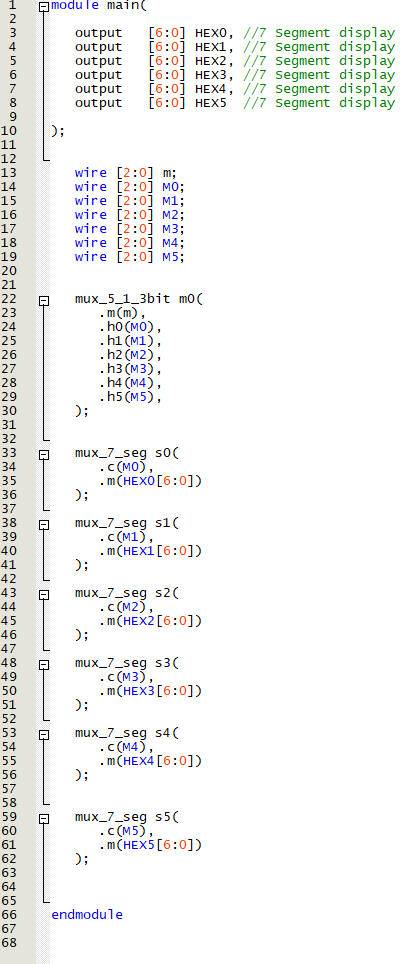 1 module main(
2
3 output [6:0] HEX0, //7 Segment display
4 output [6:0] HEX1, //7 Segment display
5 output [6:0] HEX2, //7 Segment display
6 output [6:0] HEX3, //7 Segment display
7 output [6:0] HEX4, //7 Segment display
8 output [6:0] HEX5 //7 Segment display
9
10 );
11
12
13 wire [2:0] m;
14 wire [2:0] M0;
15 wire [2:0] M1;
16 wire [2:0] M2;
17 wire [2:0] M3;
18 wire [2:0] M4;
19 wire [2:0] M5;
20
21
22 mux_5_1_3bit m0(
23 .m(m),
24 .h0(M0),
25 .h1(M1),
26 .h2(M2),
27 .h3(M3),
28 .h4(M4),
29 .h5(M5),
30 );
31
32
33 mux_7_seg s0(
34 .c(M0),
35 .m(HEX0[6:0])
36 );
37
38 mux_7_seg s1(
39 .c(M1),
40 .m(HEX1[6:0])
41 );
42
43 mux_7_seg s2(
44 .c(M2),
45 .m(HEX2[6:0])
46 );
47
48 mux_7_seg s3(
49 .c(M3),
50 .m(HEX3[6:0])
51 );
52
53 mux_7_seg s4(
54 .c(M4),
55 .m(HEX4[6:0])
56 );
57
58
59 mux_7_seg s5(
60 .c(M5),
61 .m(HEX5[6:0])
62 );
63
64
65
66 endmodule
67
68